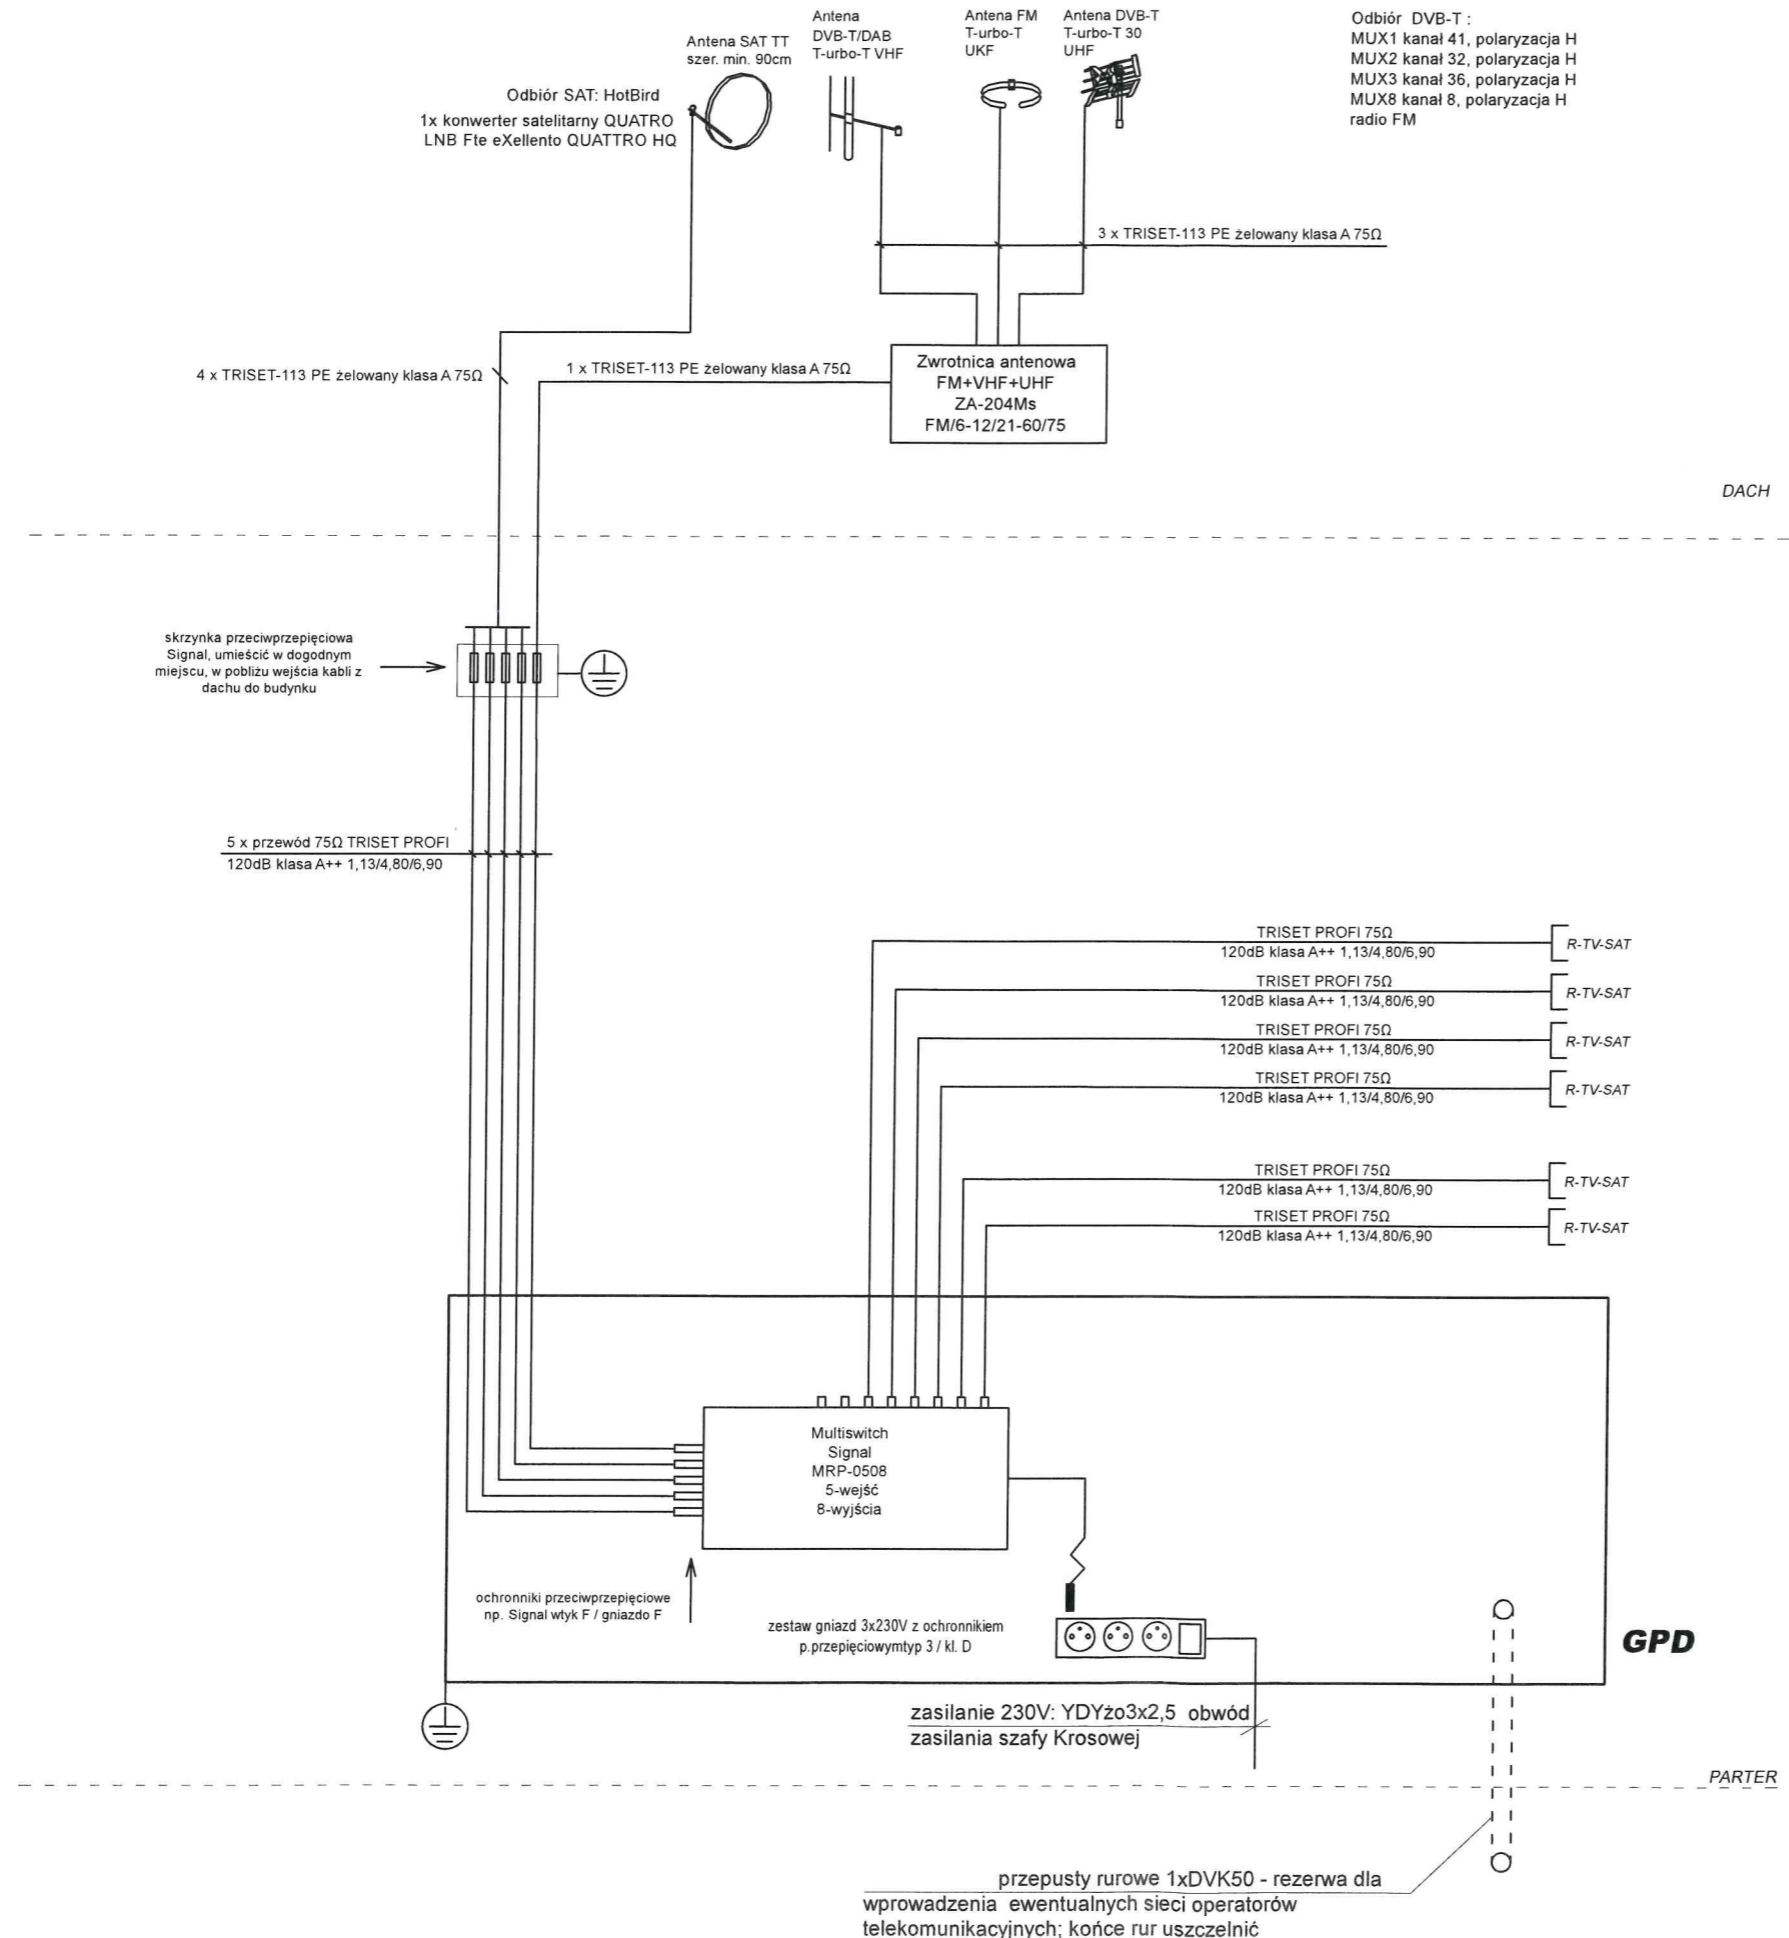 Antena SAT TT
szer. min. 90cm
Antena
DVB-T/DAB
T-urbo-T VHF
Antena FM
T-urbo-T
UKF
Antena DVB-T
T-urbo-T 30
UHF
Odbiór DVB-T :
MUX1 kanał 41, polaryzacja H
MUX2 kanał 32, polaryzacja H
MUX3 kanał 36, polaryzacja H
MUX8 kanał 8, polaryzacja H
radio FM
Odbiór SAT: HotBird
1x konwerter satelitarny QUATRO
LNB Fte eXellento QUATTRO HQ
3 x TRISET-113 PE żelowany klasa A 75Ω
4 x TRISET-113 PE żelowany klasa A 75Ω
1 x TRISET-113 PE żelowany klasa A 75Ω
Zwrotnica antenowa
FM+VHF+UHF
ZA-204Ms
FM/6-12/21-60/75
DACH
skrzynka przeciwprzepięciowa
Signal, umieścić w dogodnym
miejscu, w pobliżu wejścia kabli z
dachu do budynku
5 x przewód 75Ω TRISET PROFI
120dB klasa A++ 1,13/4,80/6,90
TRISET PROFI 75Ω
120dB klasa A++ 1,13/4,80/6,90
R-TV-SAT
TRISET PROFI 75Ω
120dB klasa A++ 1,13/4,80/6,90
R-TV-SAT
TRISET PROFI 75Ω
120dB klasa A++ 1,13/4,80/6,90
R-TV-SAT
TRISET PROFI 75Ω
120dB klasa A++ 1,13/4,80/6,90
R-TV-SAT
TRISET PROFI 75Ω
120dB klasa A++ 1,13/4,80/6,90
R-TV-SAT
TRISET PROFI 75Ω
120dB klasa A++ 1,13/4,80/6,90
R-TV-SAT
Multiswitch
Signal
MRP-0508
5-wejść
8-wyjścia
ochronniki przeciwprzepięciowe
np. Signal wtyk F / gniazdo F
zestaw gniazd 3x230V z ochronnikiem
p.przepięciowymtyp 3 / kl. D
GPD
zasilanie 230V: YDYżo3x2,5 obwód
zasilania szafy Krosowej
PARTER
przepusty rurowe 1xDVK50 - rezerwa dla
wprowadzenia ewentualnych sieci operatorów
telekomunikacyjnych; końce rur uszczelnić